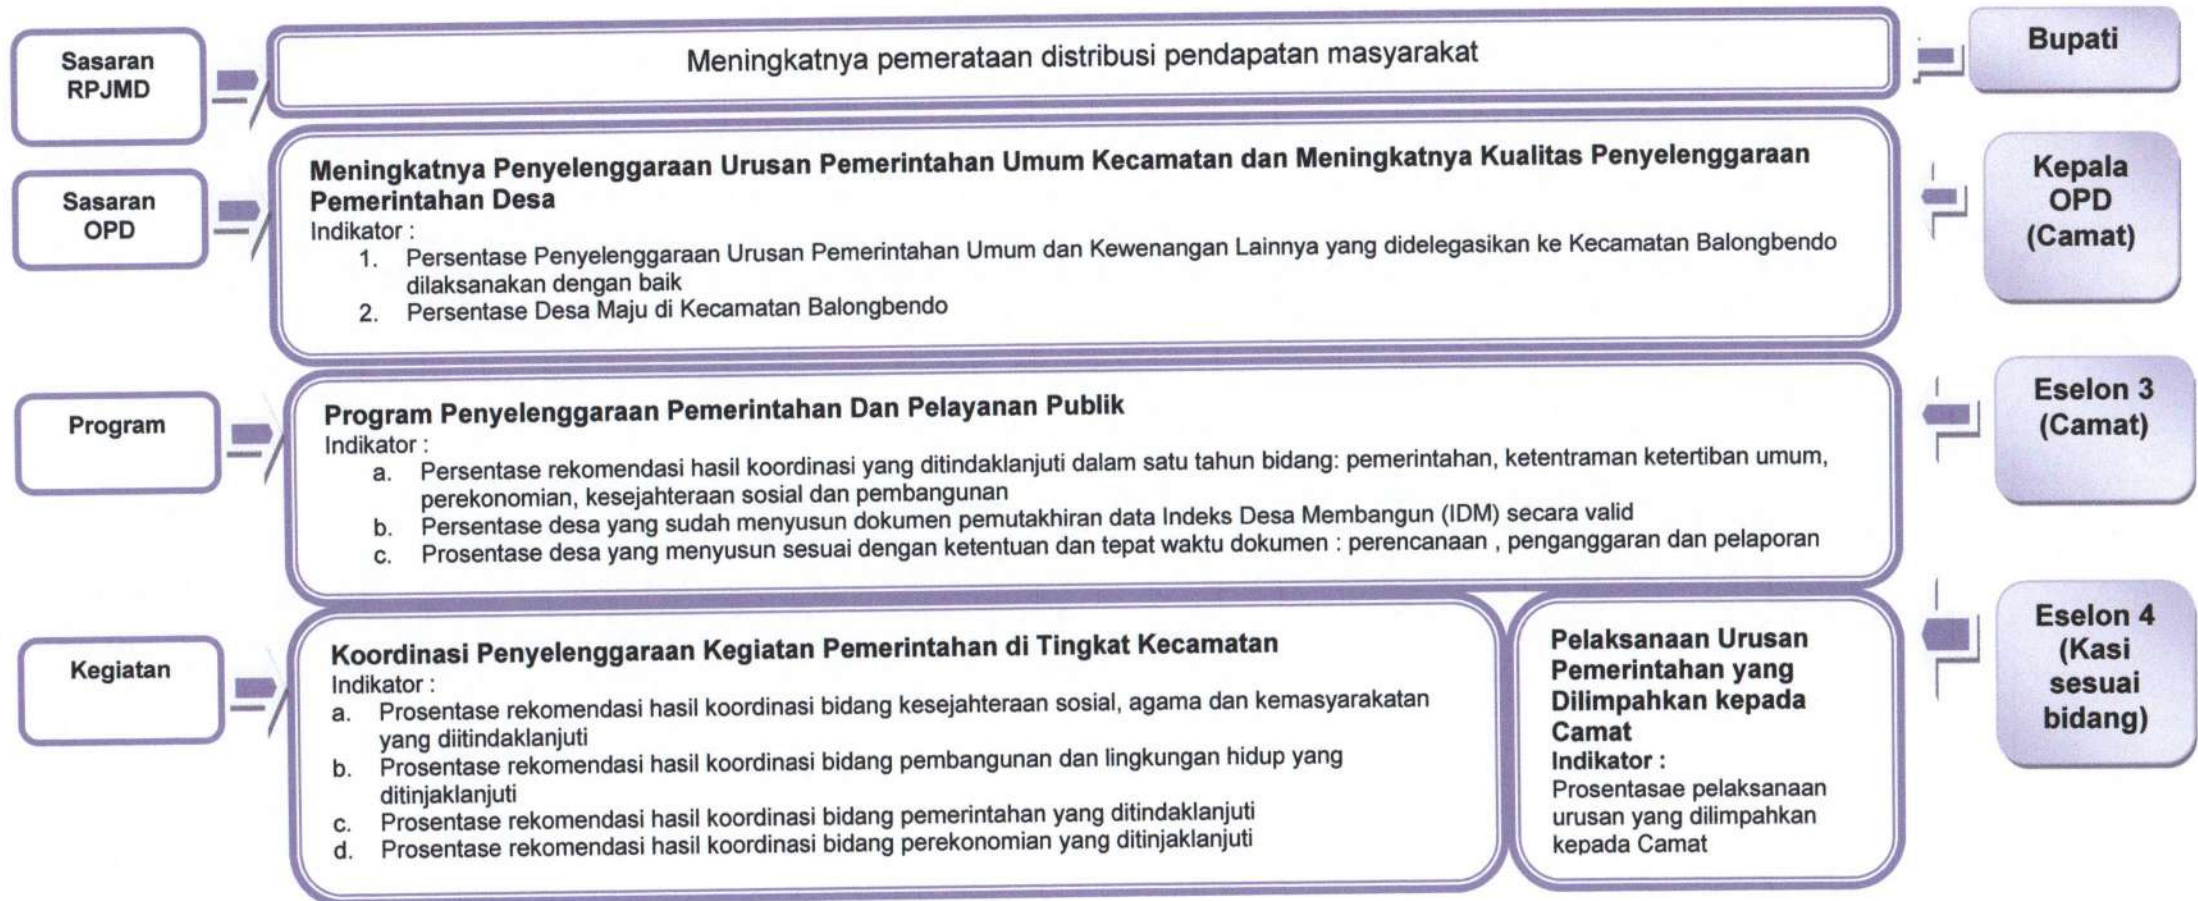 Sasaran
RPJMD
Meningkatnya pemerataan distribusi pendapatan masyarakat
Bupati
Sasaran
OPD
Meningkatnya Penyelenggaraan Urusan Pemerintahan Umum Kecamatan dan Meningkatnya Kualitas Penyelenggaraan
Pemerintahan Desa
Indikator :
1. Persentase Penyelenggaraan Urusan Pemerintahan Umum dan Kewenangan Lainnya yang didelegasikan ke Kecamatan Balongbendo
dilaksanakan dengan baik
2. Persentase Desa Maju di Kecamatan Balongbendo
Kepala
OPD
(Camat)
Program
Program Penyelenggaraan Pemerintahan Dan Pelayanan Publik
Indikator :
a. Persentase rekomendasi hasil koordinasi yang ditindaklanjuti dalam satu tahun bidang: pemerintahan, ketentraman ketertiban umum,
perekonomian, kesejahteraan sosial dan pembangunan
b. Persentase desa yang sudah menyusun dokumen pemutakhiran data Indeks Desa Membangun (IDM) secara valid
c. Prosentase desa yang menyusun sesuai dengan ketentuan dan tepat waktu dokumen : perencanaan , penganggaran dan pelaporan
Eselon 3
(Camat)
Kegiatan
Koordinasi Penyelenggaraan Kegiatan Pemerintahan di Tingkat Kecamatan
Indikator :
a. Prosentase rekomendasi hasil koordinasi bidang kesejahteraan sosial, agama dan kemasyarakatan
yang diitindaklanjuti
b. Prosentase rekomendasi hasil koordinasi bidang pembangunan dan lingkungan hidup yang
ditinjaklanjuti
c. Prosentase rekomendasi hasil koordinasi bidang pemerintahan yang ditindaklanjuti
d. Prosentase rekomendasi hasil koordinasi bidang perekonomian yang ditinjaklanjuti
Pelaksanaan Urusan
Pemerintahan yang
Dilimpahkan kepada
Camat
Indikator :
Prosentasae pelaksanaan
urusan yang dilimpahkan
kepada Camat
Eselon 4
(Kasi
sesuai
bidang)